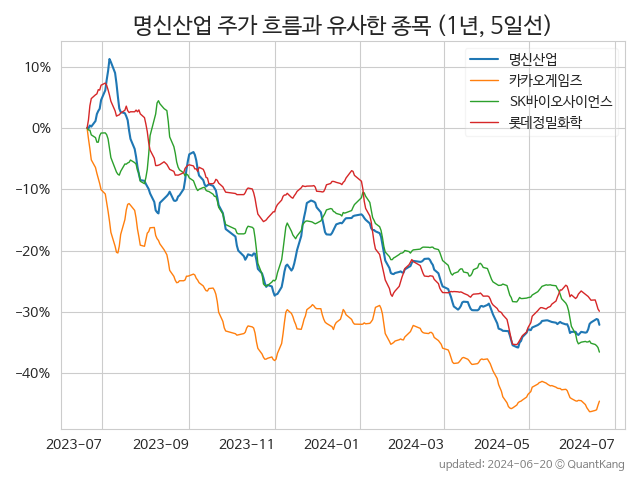 명신산업 주가 흐름과 유사한 종목 (1년, 5일선)
명신산업
카카오게임즈
SK바이오사이언스
롯데정밀화학
10%
0%
−10%
−20%
−30%
−40%
2023-07 2023-09 2023-11 2024-01 2024-03 2024-05 2024-07
updated: 2024-06-20 © QuantKang